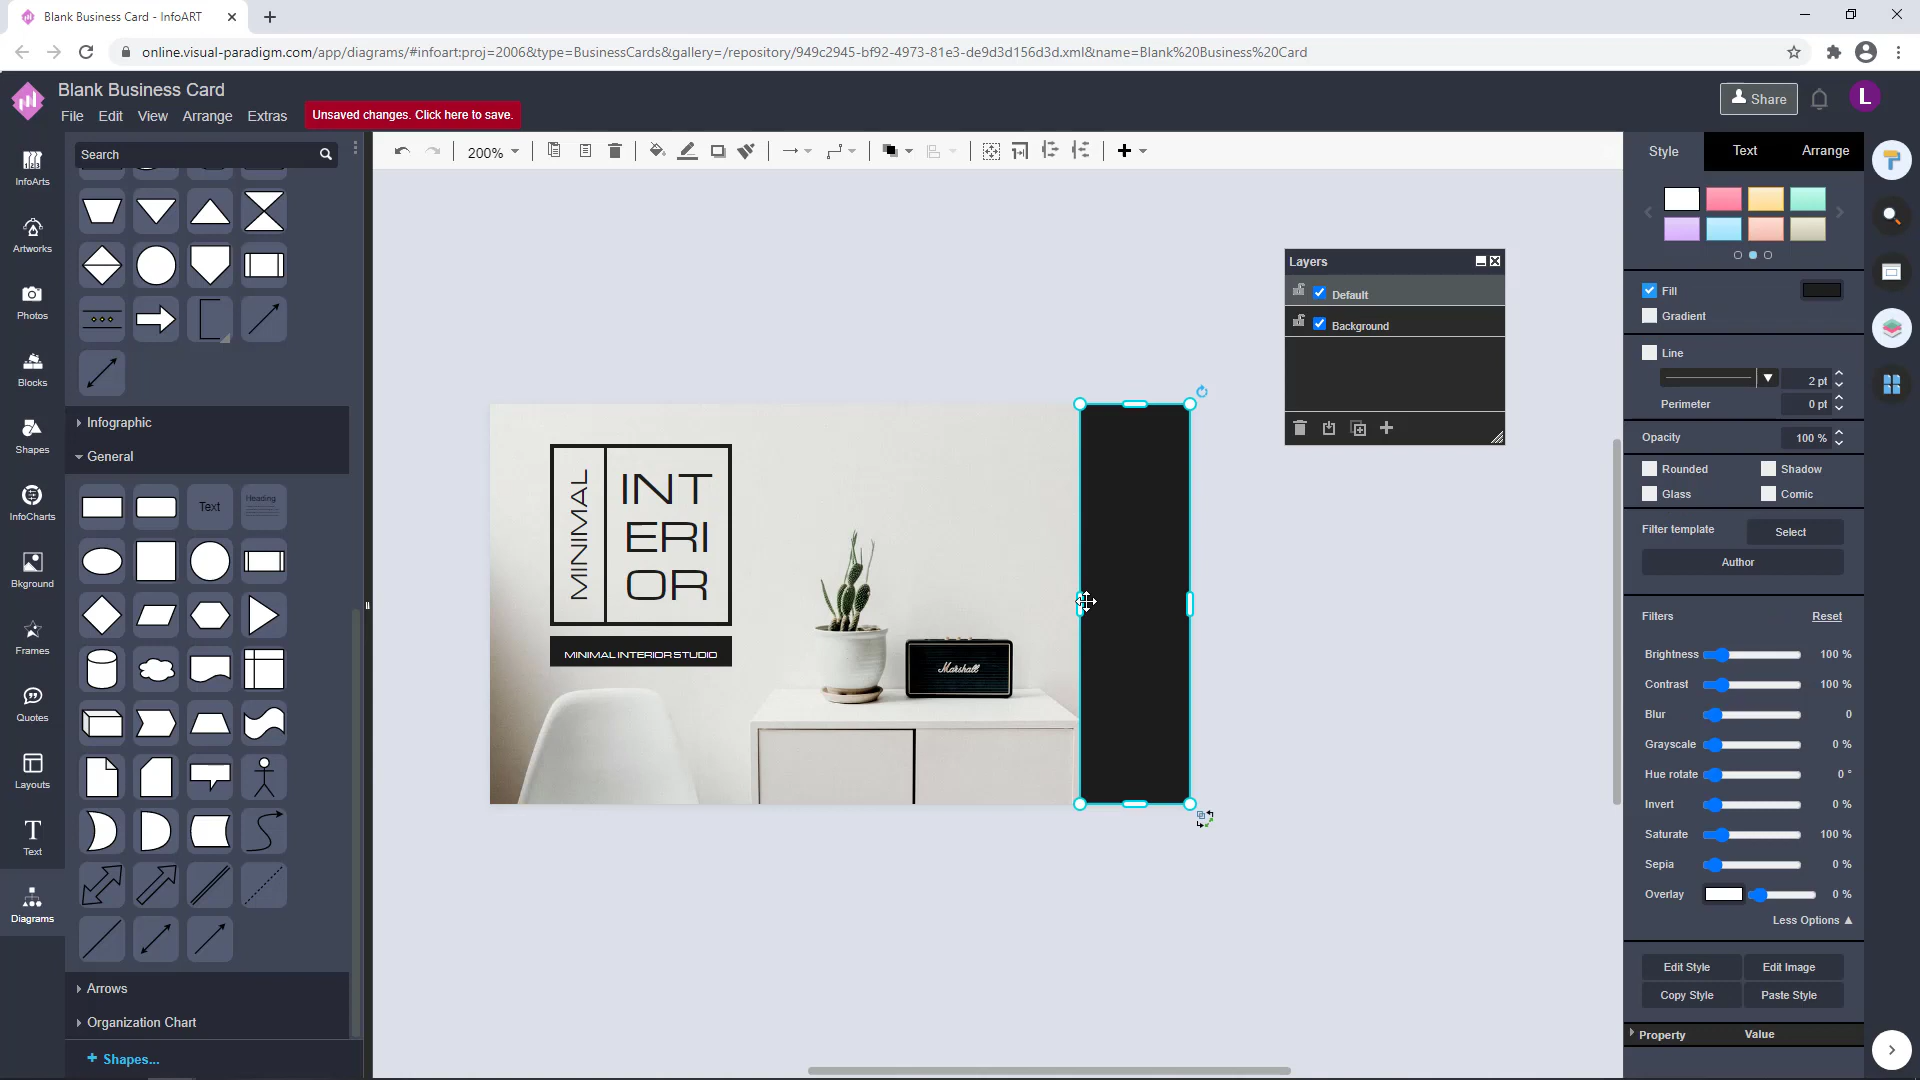 Blank Business Card - InfoART
online.visual-paradigm.com/app/diagrams/#infoart:proj=2006&type=BusinessCards&gallery=/repository/949c2945-bf92-4973-81e3-de9d3d156d3d.xml&name=Blank%20Business%20Card
Blank Business Card
File Edit View Arrange Extras
Unsaved changes. Click here to save.
Share
L
InfoArts
Artworks
Photos
Blocks
Shapes
InfoCharts
Bkground
Frames
Quotes
Layouts
Text
Diagrams
Search
Infographic
General
Text
Heading
Arrows
Organization Chart
+ Shapes...
200%
MINIMAL
INT
ERI
OR
MINIMAL INTERIOR STUDIO
Marshall
Layers
Default
Background
Style Text Arrange
Fill
Gradient
Line
2 pt
Perimeter 0 pt
Opacity 100 %
Rounded Shadow
Glass Comic
Filter template Select
Author
Filters Reset
Brightness 100 %
Contrast 100 %
Blur 0
Grayscale 0 %
Hue rotate 0 °
Invert 0 %
Saturate 100 %
Sepia 0 %
Overlay 0 %
Less Options
Edit Style Edit Image
Copy Style Paste Style
Property Value